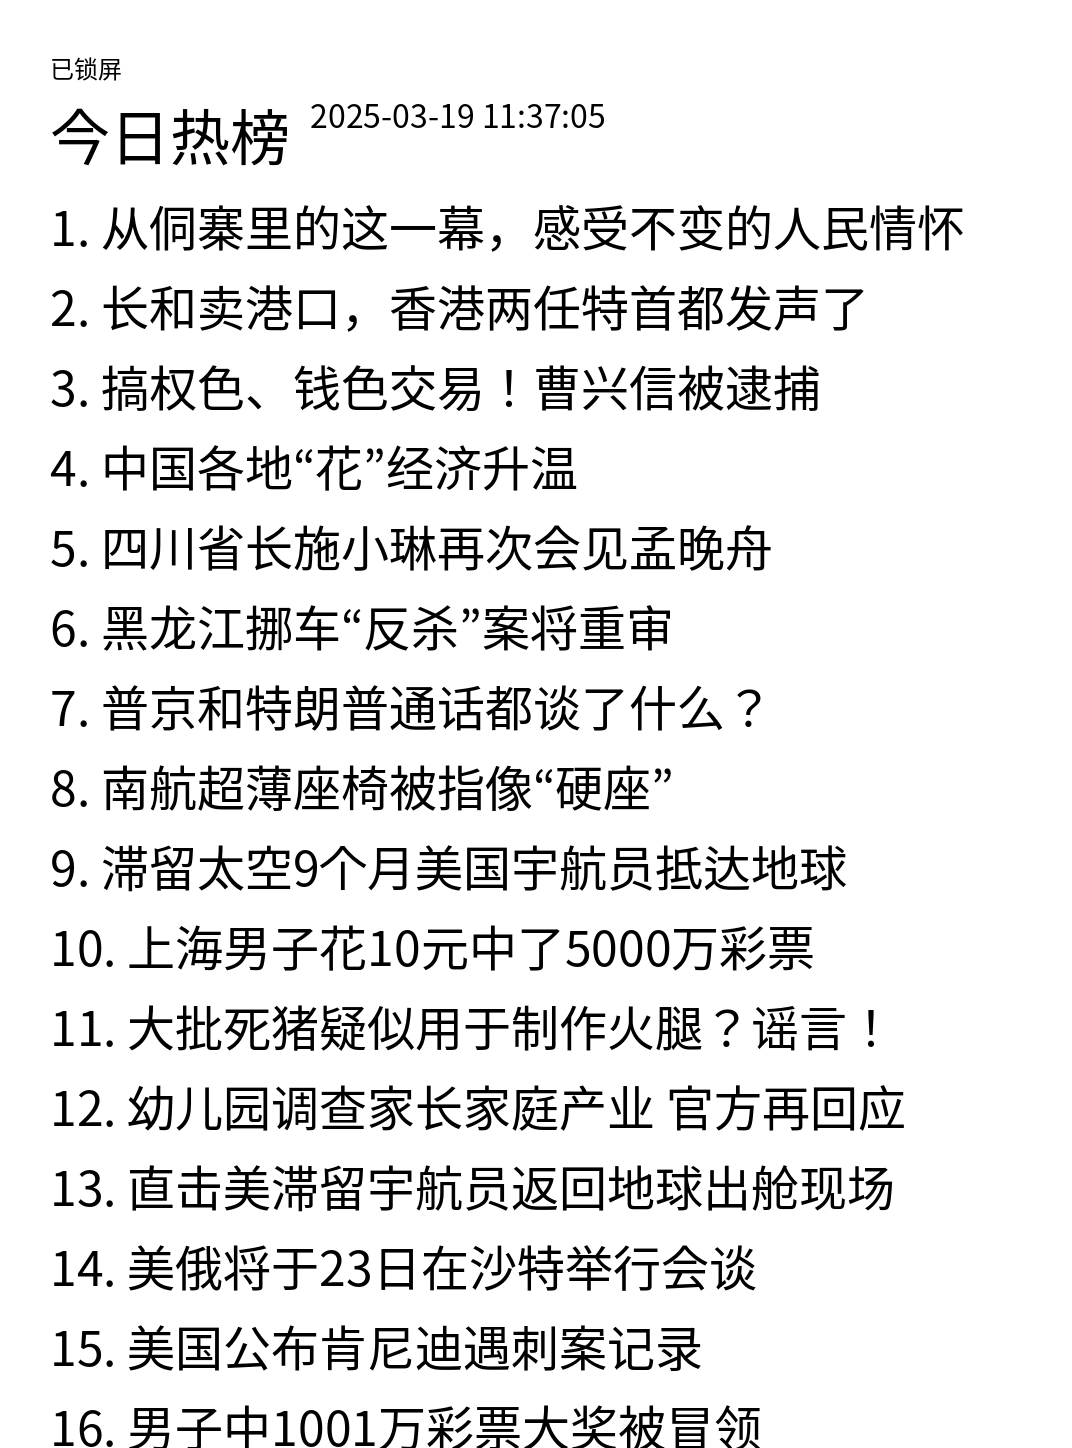 已锁屏
今日热榜 2025-03-19 11:37:05
1. 从侗寨里的这一幕，感受不变的人民情怀
2. 长和卖港口，香港两任特首都发声了
3. 搞权色、钱色交易！曹兴信被逮捕
4. 中国各地“花”经济升温
5. 四川省长施小琳再次会见孟晚舟
6. 黑龙江挪车“反杀”案将重审
7. 普京和特朗普通话都谈了什么？
8. 南航超薄座椅被指像“硬座”
9. 滞留太空9个月美国宇航员抵达地球
10. 上海男子花10元中了5000万彩票
11. 大批死猪疑似用于制作火腿？谣言！
12. 幼儿园调查家长家庭产业 官方再回应
13. 直击美滞留宇航员返回地球出舱现场
14. 美俄将于23日在沙特举行会谈
15. 美国公布肯尼迪遇刺案记录
16. 男子中1001万彩票大奖被冒领